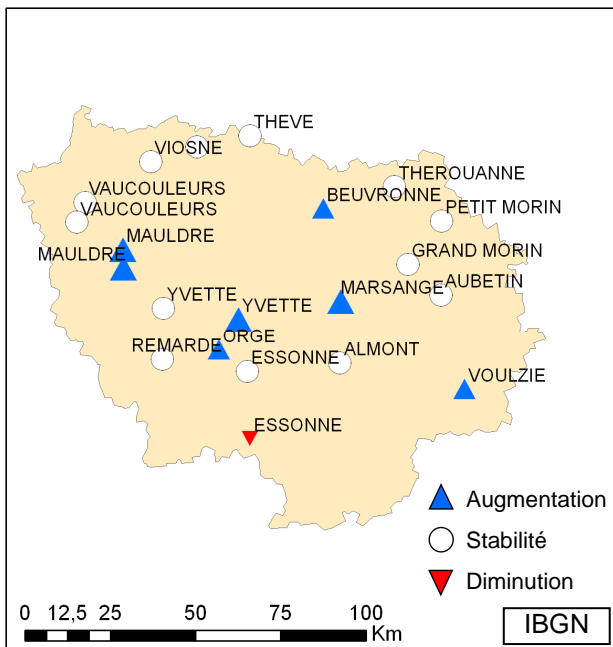 THEVE
VIOSNE
THEROUANNE
VAUCOULEURS
BEUVRONNE
VAUCOULEURS
PETIT MORIN
MAULDRE
MAULDRE
GRAND MORIN
MARSANGE
AUBETIN
YVETTE
YVETTE
ORGE
REMARDE
ESSONNE
ALMONT
VOULZIE
ESSONNE
Augmentation
Stabilité
Diminution
0 12,5 25 50 75 100
Km
IBGN